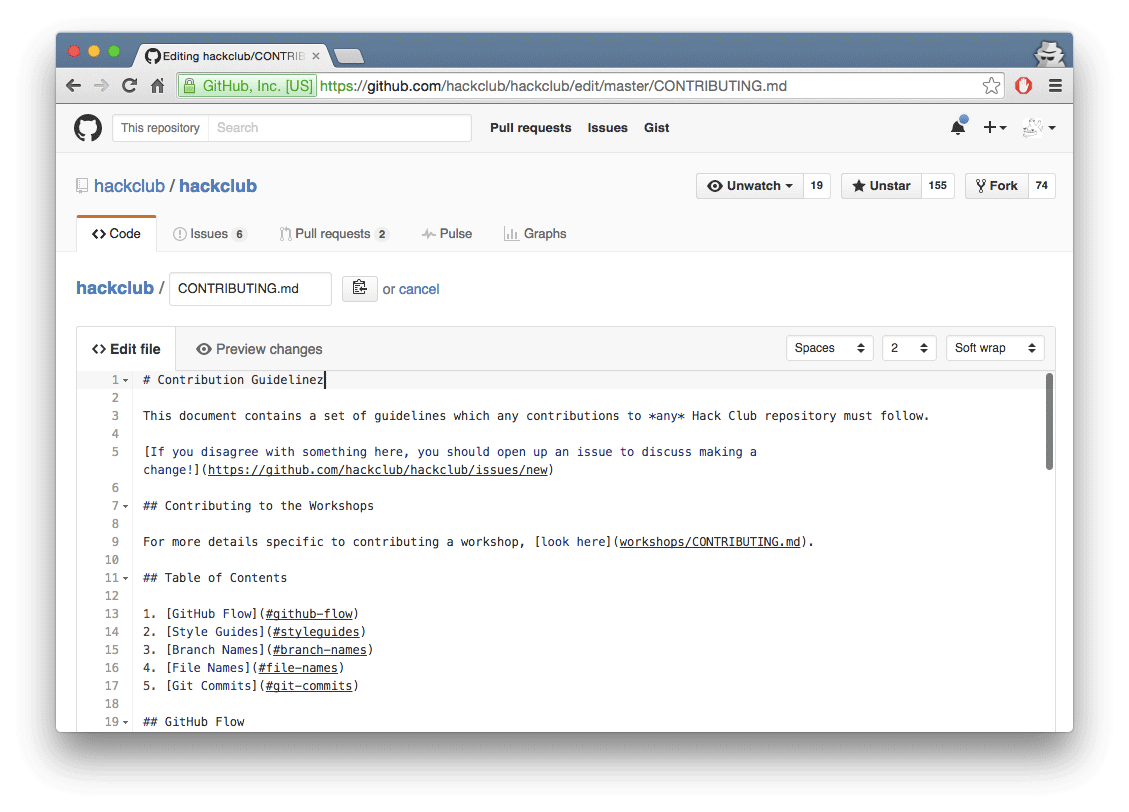 Editing hackclub/CONTRIB
GitHub, Inc. [US] https://github.com/hackclub/hackclub/edit/master/CONTRIBUTING.md
This repository Search Pull requests Issues Gist
hackclub / hackclub Unwatch 19 Unstar 155 Fork 74
Code Issues 6 Pull requests 2 Pulse Graphs
hackclub / CONTRIBUTING.md or cancel
Edit file Preview changes Spaces 2 Soft wrap
1 # Contribution Guidelinez
2
3 This document contains a set of guidelines which any contributions to *any* Hack Club repository must follow.
4
5 [If you disagree with something here, you should open up an issue to discuss making a
change!](https://github.com/hackclub/hackclub/issues/new)
6
7 ## Contributing to the Workshops
8
9 For more details specific to contributing a workshop, [look here](workshops/CONTRIBUTING.md).
10
11 ## Table of Contents
12
13 1. [GitHub Flow](#github-flow)
14 2. [Style Guides](#styleguides)
15 3. [Branch Names](#branch-names)
16 4. [File Names](#file-names)
17 5. [Git Commits](#git-commits)
18
19 ## GitHub Flow